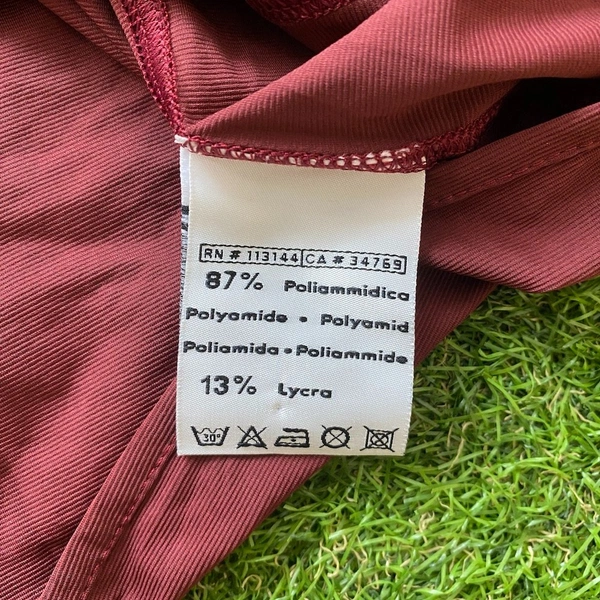 RN # 113144 CA # 34769
87% Poliammidica
Polyamide • Polyamid
Poliamida • Poliammide
13% Lycra
30°